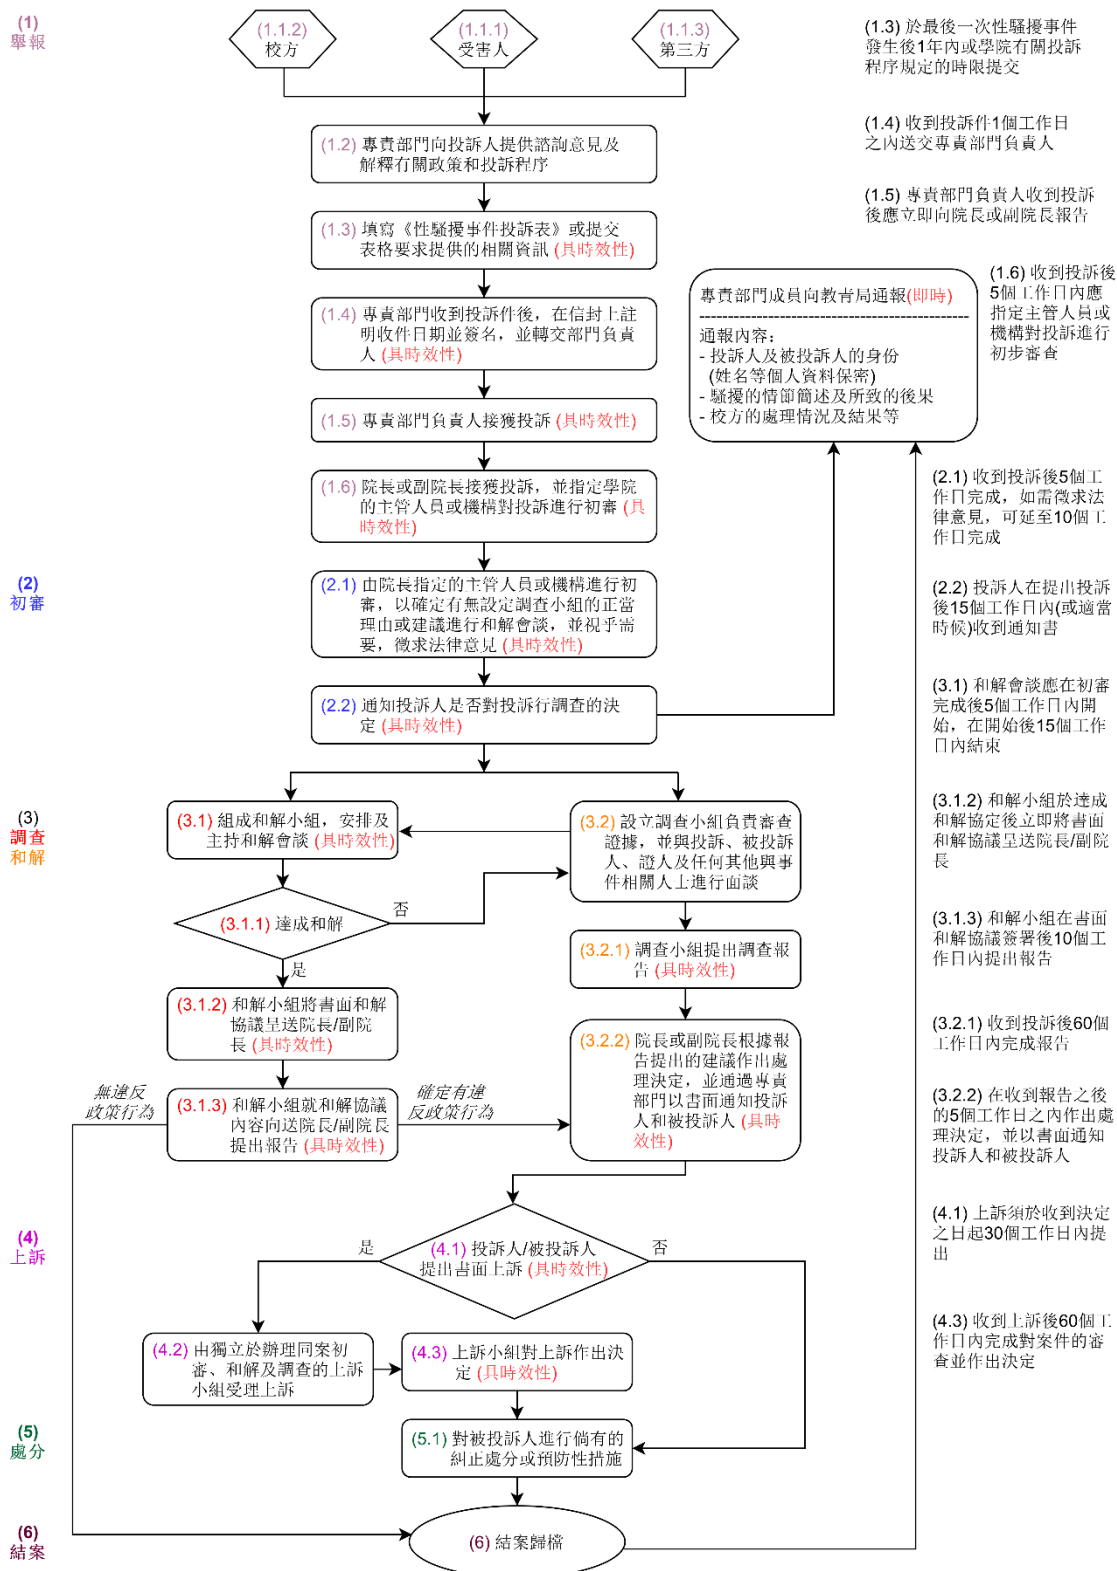 (1)
舉報
(1.1.2)
校方
(1.1.1)
受害人
(1.1.3)
第三方
(1.3) 於最後一次性騷擾事件
發生後1年內或學院有關投訴
程序規定的時限提交
(1.2) 專責部門向投訴人提供諮詢意見及
解釋有關政策和投訴程序
(1.4) 收到投訴件1個工作日
之內送交專責部門負責人
(1.5) 專責部門負責人收到投訴
後應立即向院長或副院長報告
(1.3) 填寫《性騷擾事件投訴表》或提交
表格要求提供的相關資訊 (具時效性)
(1.6) 收到投訴後
5個工作日內應
指定主管人員或
機構對投訴進行
初步審查
專責部門成員向教青局通報(即時)
通報內容：
- 投訴人及被投訴人的身份
(姓名等個人資料保密)
- 騷擾的情節簡述及所致的後果
- 校方的處理情況及結果等
(1.4) 專責部門收到投訴件後，在信封上註
明收件日期並簽名，並轉交部門負責
人 (具時效性)
(1.5) 專責部門負責人接獲投訴 (具時效性)
(1.6) 院長或副院長接獲投訴，並指定學院
的主管人員或機構對投訴進行初審 (具
時效性)
(2.1) 收到投訴後5個工
作日完成，如需徵求法
律意見，可延至10個工
作日完成
(2)
初審
(2.1) 由院長指定的主管人員或機構進行初
審，以確定有無設定調查小組的正當
理由或建議進行和解會談，並視乎需
要，徵求法律意見 (具時效性)
(2.2) 投訴人在提出投訴
後15個工作日內(或適當
時候)收到通知書
(2.2) 通知投訴人是否對投訴行調查的決
定 (具時效性)
(3.1) 和解會談應在初審
完成後5個工作日內開
始，在開始後15個工作
日內結束
(3)
調查
和解
(3.1) 組成和解小組，安排及
主持和解會談 (具時效性)
(3.2) 設立調查小組負責審查
證據，並與投訴、被投訴
人、證人及任何其他與事
件相關人士進行面談
(3.1.2) 和解小組於達成
和解協定後立即將書面
和解協議呈送院長/副院
長
(3.1.1) 達成和解
否
是
(3.1.3) 和解小組在書面
和解協議簽署後10個工
作日內提出報告
(3.2.1) 調查小組提出調查報
告 (具時效性)
(3.1.2) 和解小組將書面和解
協議呈送院長/副院
長 (具時效性)
(3.2.1) 收到投訴後60個
工作日內完成報告
(3.2.2) 院長或副院長根據報
告提出的建議作出處
理決定，並通過專責
部門以書面通知投訴
人和被投訴人 (具時
效性)
無違反
政策行為
(3.1.3) 和解小組就和解協議
內容向送院長/副院長
提出報告 (具時效性)
確定有違
反政策行為
(3.2.2) 在收到報告之後
的5個工作日之內作出處
理決定，並以書面通知
投訴人和被投訴人
(4)
上訴
(4.1) 投訴人/被投訴人
提出書面上訴 (具時效性)
是
否
(4.1) 上訴須於收到決定
之日起30個工作日內提
出
(4.2) 由獨立於辦理同案初
審、和解及調查的上訴
小組受理上訴
(4.3) 上訴小組對上訴作出決
定 (具時效性)
(4.3) 收到上訴後60個工
作日內完成對案件的審
查並作出決定
(5)
處分
(5.1) 對被投訴人進行倘有的
糾正處分或預防性措施
(6)
結案
(6) 結案歸檔